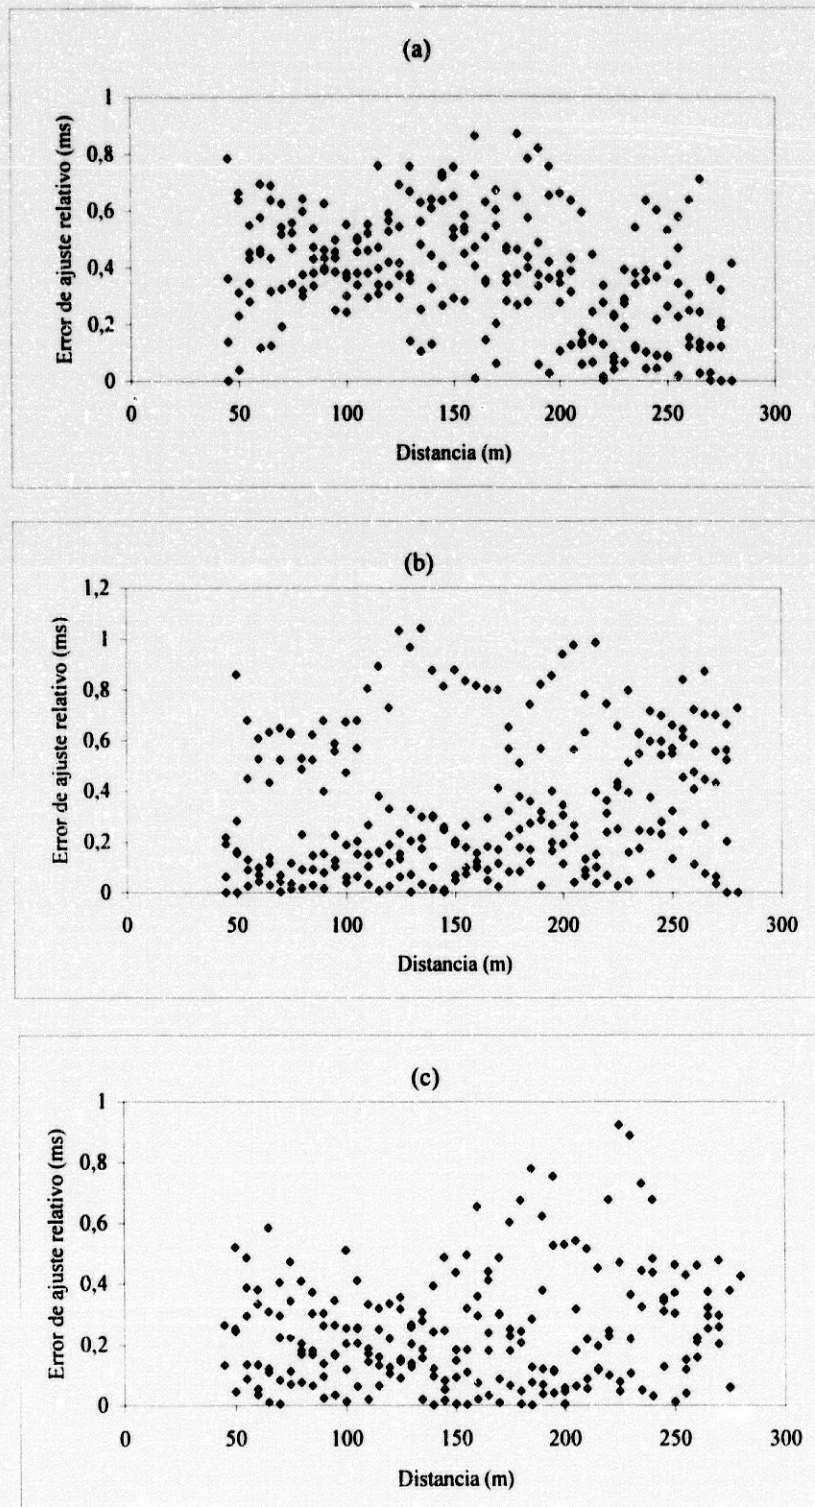 (a)
Error de ajuste relativo (ms)
1
0,8
0,6
0,4
0,2
0
0 50 100 150 200 250 300
Distancia (m)
(b)
Error de ajuste relativo (ms)
1,2
1
0,8
0,6
0,4
0,2
0
0 50 100 150 200 250 300
Distancia (m)
(c)
Error de ajuste relativo (ms)
1
0,8
0,6
0,4
0,2
0
0 50 100 150 200 250 300
Distancia (m)